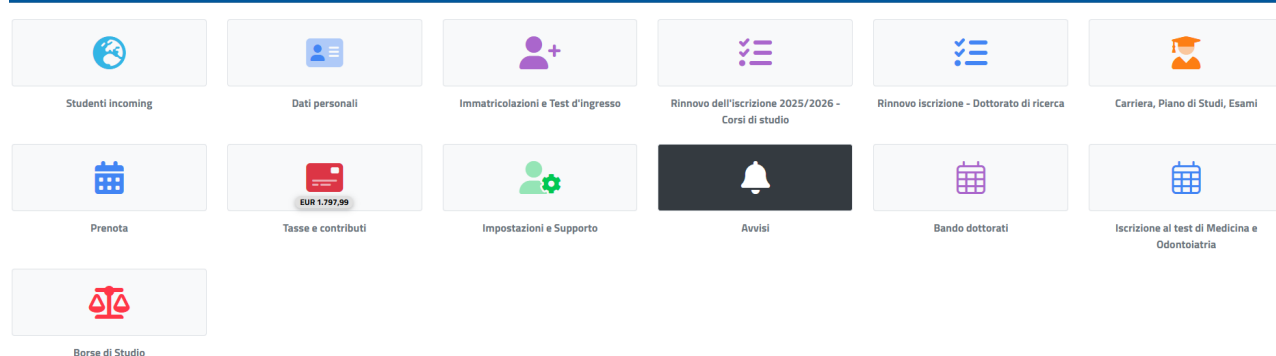 Studenti incoming
Dati personali
Immatricolazioni e Test d'ingresso
Rinnovo dell'iscrizione 2025/2026 -
Corsi di studio
Rinnovo iscrizione - Dottorato di ricerca
Carriera, Piano di Studi, Esami
Prenota
EUR 1.797,99
Tasse e contributi
Impostazioni e Supporto
Avvisi
Bando dottorati
Iscrizione al test di Medicina e
Odontoiatria
Borse di Studio